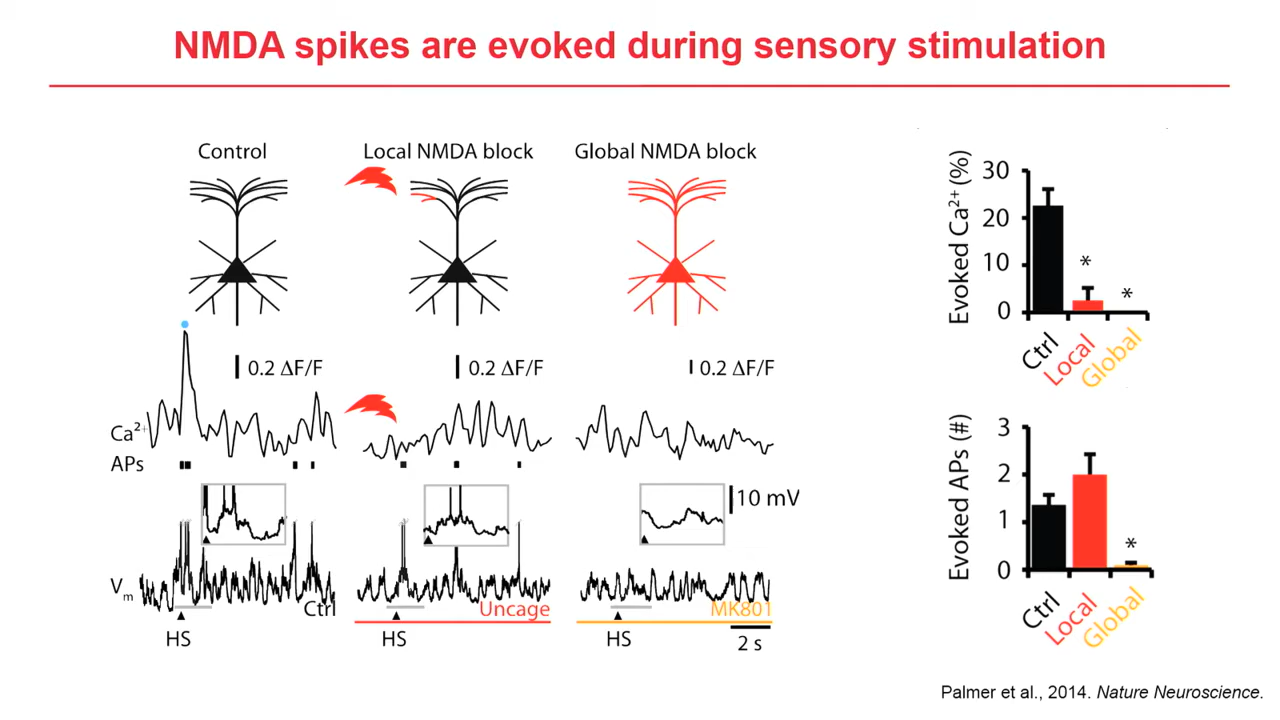 NMDA spikes are evoked during sensory stimulation
Control
Local NMDA block
Global NMDA block
0.2 ΔF/F
0.2 ΔF/F
0.2 ΔF/F
Ca²⁺
APs
10 mV
Vm
Ctrl
Uncage
MK801
HS
HS
HS
2 s
Evoked Ca²⁺ (%)
30
20
10
0
*
*
Ctrl
Local
Global
Evoked APs (#)
3
2
1
0
*
Ctrl
Local
Global
Palmer et al., 2014. Nature Neuroscience.